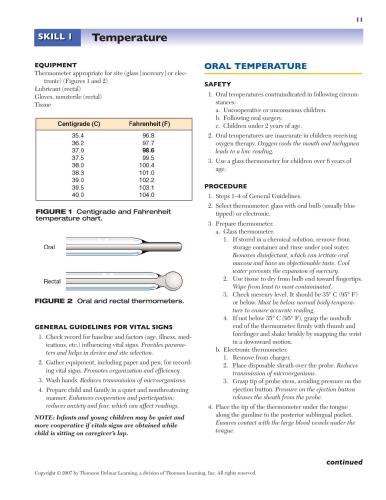 11
SKILL 1 Temperature
EQUIPMENT
Thermometer appropriate for site (glass [mercury] or elec-
tronic) (Figures 1 and 2)
Lubricant (rectal)
Gloves, nonsterile (rectal)
Tissue
Centigrade (C) Fahrenheit (F)
35.4 96.8
36.2 97.7
37.0 98.6
37.5 99.5
38.0 100.4
38.3 101.0
39.0 102.2
39.5 103.1
40.0 104.0
FIGURE 1 Centigrade and Fahrenheit
temperature chart.
Oral
Rectal
FIGURE 2 Oral and rectal thermometers.
GENERAL GUIDELINES FOR VITAL SIGNS
1. Check record for baseline and factors (age, illness, med-
ications, etc.) influencing vital signs. Provides parame-
ters and helps in device and site selection.
2. Gather equipment, including paper and pen, for record-
ing vital signs. Promotes organization and efficiency.
3. Wash hands. Reduces transmission of microorganisms.
4. Prepare child and family in a quiet and nonthreatening
manner. Enhances cooperation and participation;
reduces anxiety and fear, which can affect readings.
NOTE: Infants and young children may be quiet and
more cooperative if vitals signs are obtained while
child is sitting on caregiver's lap.
ORAL TEMPERATURE
SAFETY
1. Oral temperatures contraindicated in following circum-
stances:
a. Uncooperative or unconscious children.
b. Following oral surgery.
c. Children under 2 years of age.
2. Oral temperatures are inaccurate in children receiving
oxygen therapy. Oxygen cools the mouth and tachypnea
leads to a low reading.
3. Use a glass thermometer for children over 6 years of
age.
PROCEDURE
1. Steps 1–4 of General Guidelines.
2. Select thermometer: glass with oral bulb (usually blue
tipped) or electronic.
3. Prepare thermometer.
a. Glass thermometer.
1. If stored in a chemical solution, remove from
storage container and rinse under cool water.
Removes disinfectant, which can irritate oral
mucosa and have an objectionable taste. Cool
water prevents the expansion of mercury.
2. Use tissue to dry from bulb end toward fingertips.
Wipe from least to most contaminated.
3. Check mercury level. It should be 35° C (95° F)
or below. Must be below normal body tempera-
ture to ensure accurate reading.
4. If not below 35° C (95° F), grasp the nonbulb
end of the thermometer firmly with thumb and
forefinger and shake briskly by snapping the wrist
in a downward motion.
b. Electronic thermometer.
1. Remove from charger.
2. Place disposable sheath over the probe. Reduces
transmission of microorganisms.
3. Grasp tip of probe stem, avoiding pressure on the
ejection button. Pressure on the ejection button
releases the sheath from the probe.
4. Place the tip of the thermometer under the tongue
along the gumline to the posterior sublingual pocket.
Ensures contact with the large blood vessels under the
tongue.
continued
Copyright © 2007 by Thomson Delmar Learning, a division of Thomson Learning, Inc. All rights reserved.